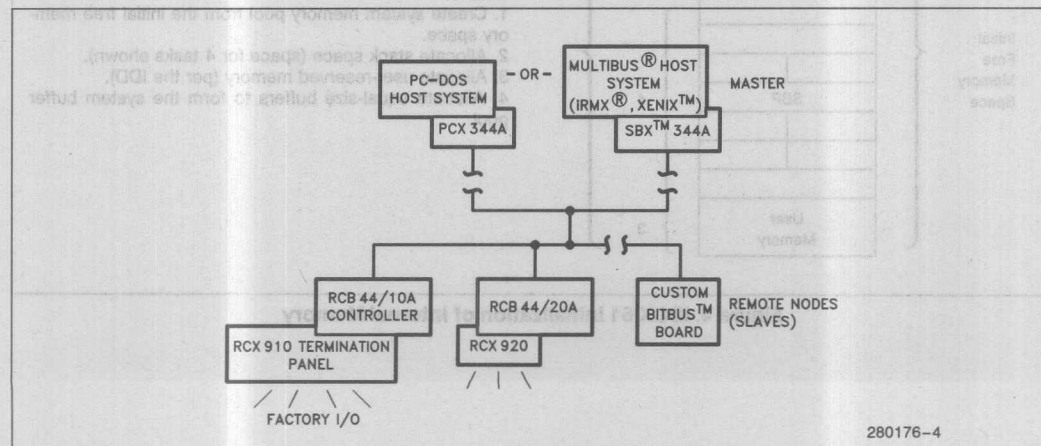 PC-DOS
HOST SYSTEM
PCX 344A
- OR -
MULTIBUS® HOST
SYSTEM
(iRMX®, XENIX™)
SBX™ 344A
MASTER
RCB 44/10A
CONTROLLER
RCX 910 TERMINATION
PANEL
FACTORY I/O
RCB 44/20A
RCX 920
CUSTOM
BITBUS™
BOARD
REMOTE NODES
(SLAVES)
280176-4